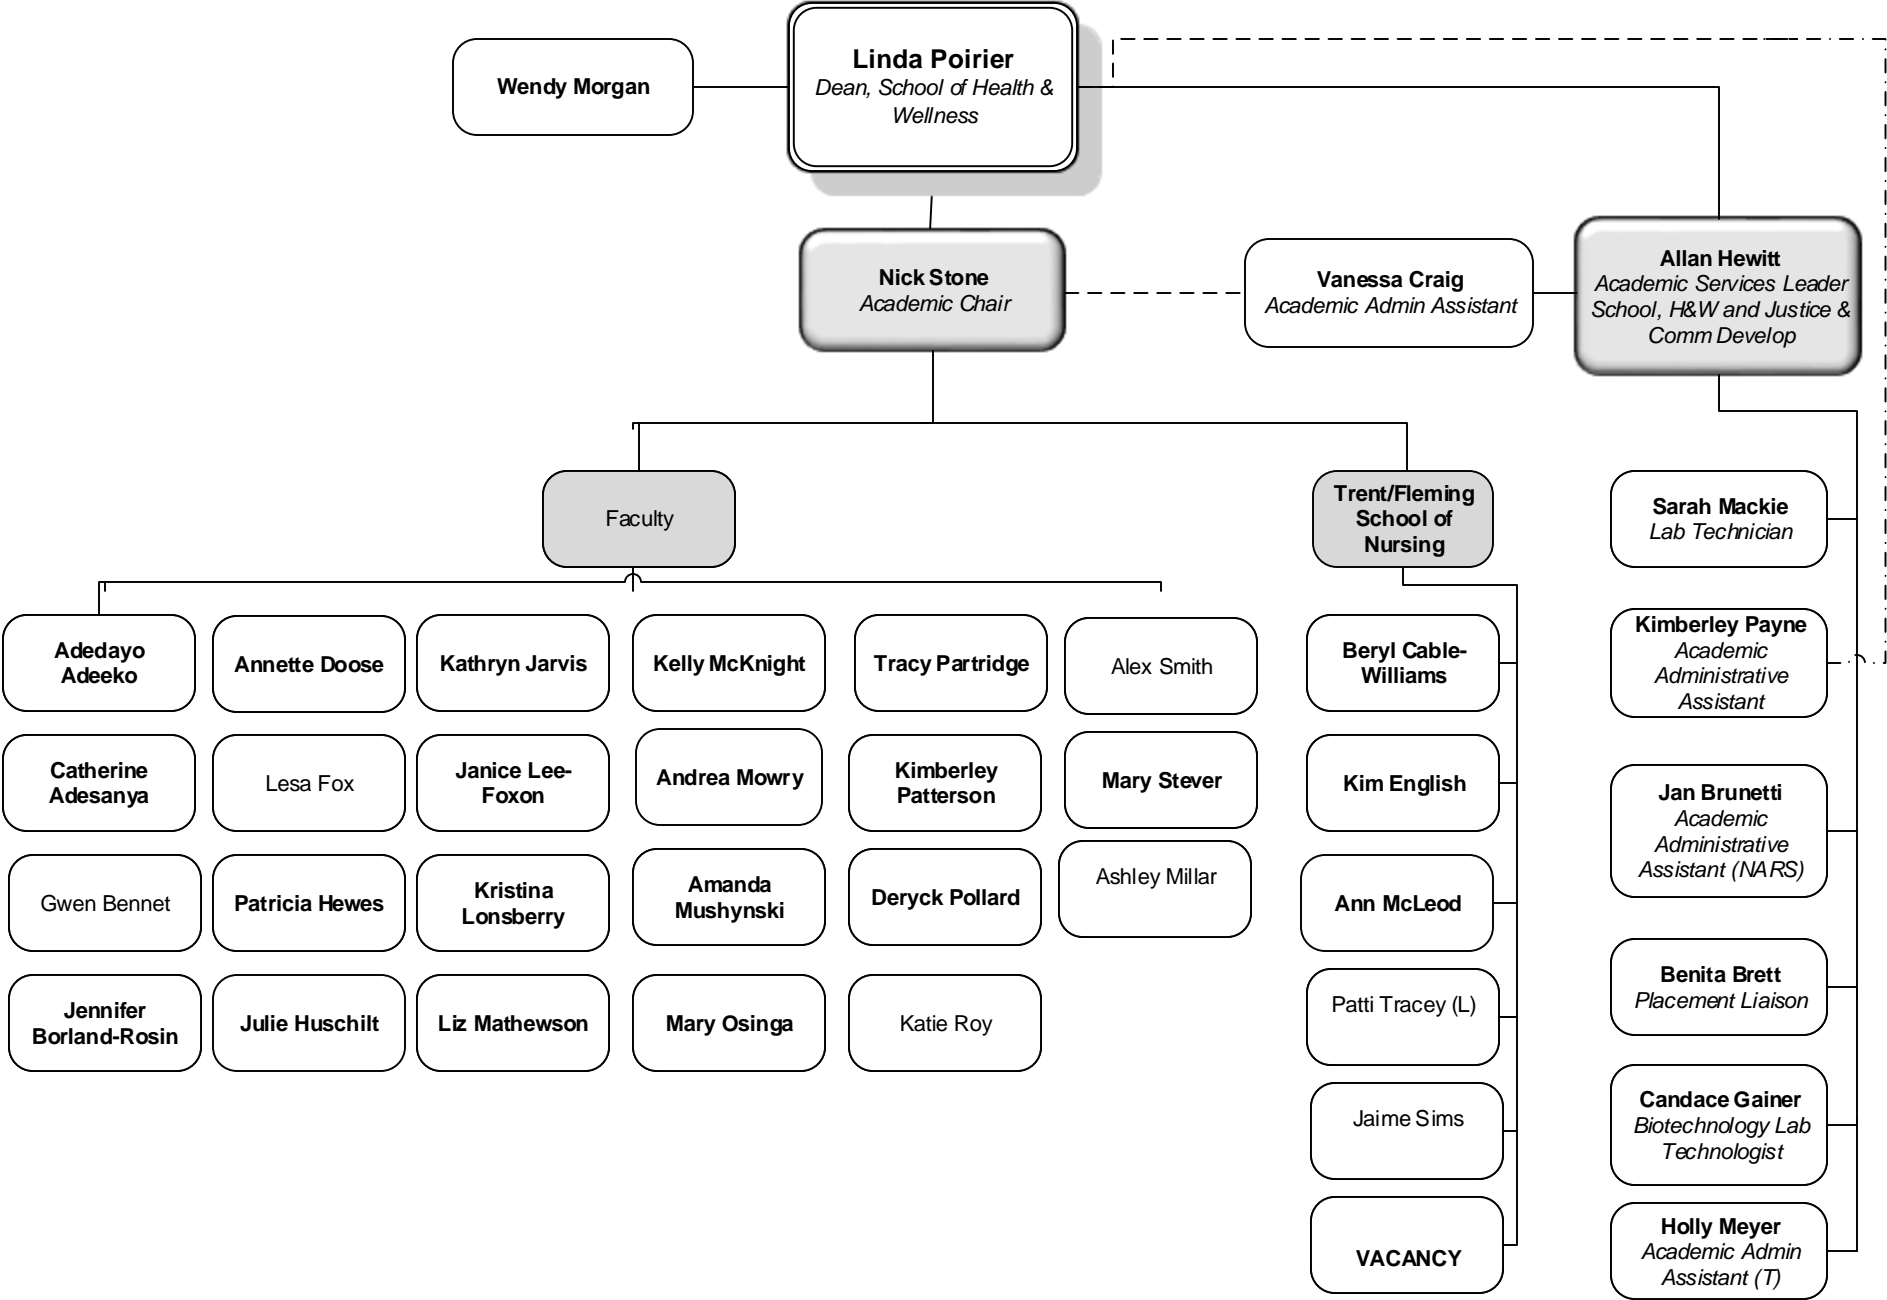 Linda Poirier
Dean, School of Health &
Wellness
Wendy Morgan
Nick Stone
Academic Chair
Vanessa Craig
Academic Admin Assistant
Allan Hewitt
Academic Services Leader
School, H&W and Justice &
Comm Develop
Faculty
Trent/Fleming
School of
Nursing
Adedayo
Adeeko
Annette Doose
Kathryn Jarvis
Kelly McKnight
Tracy Partridge
Alex Smith
Catherine
Adesanya
Lesa Fox
Janice Lee-
Foxon
Andrea Mowry
Kimberley
Patterson
Mary Stever
Gwen Bennet
Patricia Hewes
Kristina
Lonsberry
Amanda
Mushynski
Deryck Pollard
Ashley Millar
Jennifer
Borland-Rosin
Julie Huschilt
Liz Mathewson
Mary Osinga
Katie Roy
Beryl Cable-
Williams
Kim English
Ann McLeod
Patti Tracey (L)
Jaime Sims
VACANCY
Sarah Mackie
Lab Technician
Kimberley Payne
Academic
Administrative
Assistant
Jan Brunetti
Academic
Administrative
Assistant (NARS)
Benita Brett
Placement Liaison
Candace Gainer
Biotechnology Lab
Technologist
Holly Meyer
Academic Admin
Assistant (T)